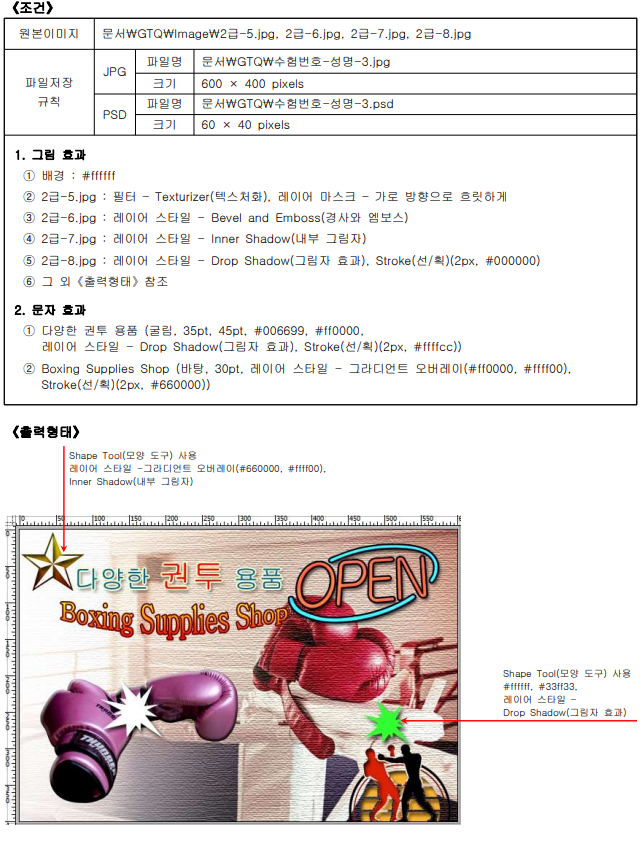 《조건》
원본이미지 문서₩GTQ₩Image₩2급-5.jpg, 2급-6.jpg, 2급-7.jpg, 2급-8.jpg
파일저장 규칙 JPG 파일명 문서₩GTQ₩수험번호-성명-3.jpg
크기 600 × 400 pixels
PSD 파일명 문서₩GTQ₩수험번호-성명-3.psd
크기 60 × 40 pixels
1. 그림 효과
① 배경 : #ffffff
② 2급-5.jpg : 필터 - Texturizer(텍스처화), 레이어 마스크 - 가로 방향으로 흐릿하게
③ 2급-6.jpg : 레이어 스타일 - Bevel and Emboss(경사와 엠보스)
④ 2급-7.jpg : 레이어 스타일 - Inner Shadow(내부 그림자)
⑤ 2급-8.jpg : 레이어 스타일 - Drop Shadow(그림자 효과), Stroke(선/획)(2px, #000000)
⑥ 그 외《출력형태》참조
2. 문자 효과
① 다양한 권투 용품 (굴림, 35pt, 45pt, #006699, #ff0000,
레이어 스타일 - Drop Shadow(그림자 효과), Stroke(선/획)(2px, #ffffcc))
② Boxing Supplies Shop (바탕, 30pt, 레이어 스타일 - 그라디언트 오버레이(#ff0000, #ffff00),
Stroke(선/획)(2px, #660000))
《출력형태》
Shape Tool(모양 도구) 사용
레이어 스타일 -그라디언트 오버레이(#660000, #ffff00),
Inner Shadow(내부 그림자)
0 50 100 150 200 250 300 350 400 450 500 550
다양한 권투 용품 OPEN
Boxing Supplies Shop
Shape Tool(모양 도구) 사용
#ffffff, #33ff33,
레이어 스타일 -
Drop Shadow(그림자 효과)